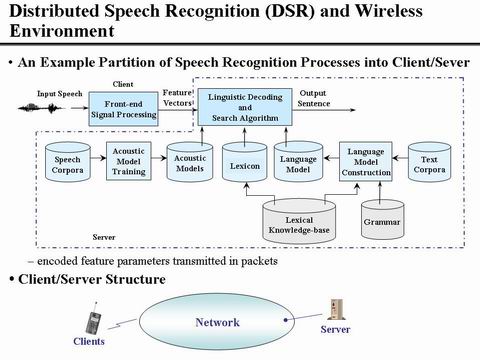 Distributed Speech Recognition (DSR) and Wireless
Environment
• An Example Partition of Speech Recognition Processes into Client/Sever
Client
Input Speech
Front-end
Signal Processing
Feature
Vectors
Linguistic Decoding
and
Search Algorithm
Output
Sentence
Speech
Corpora
Acoustic
Model
Training
Acoustic
Models
Lexicon
Language
Model
Language
Model
Construction
Text
Corpora
Lexical
Knowledge-base
Grammar
Server
– encoded feature parameters transmitted in packets
• Client/Server Structure
Network
Clients
Server